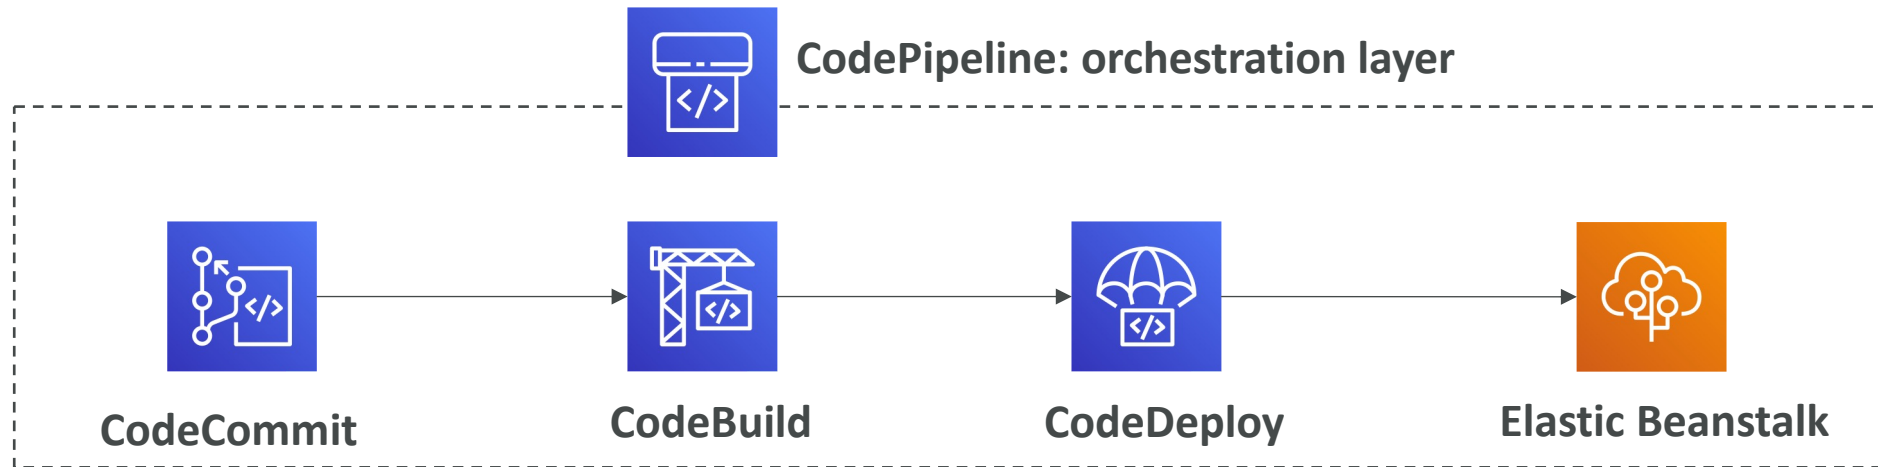 CodePipeline: orchestration layer
</>
</>
</>
</>
CodeCommit
CodeBuild
CodeDeploy
Elastic Beanstalk